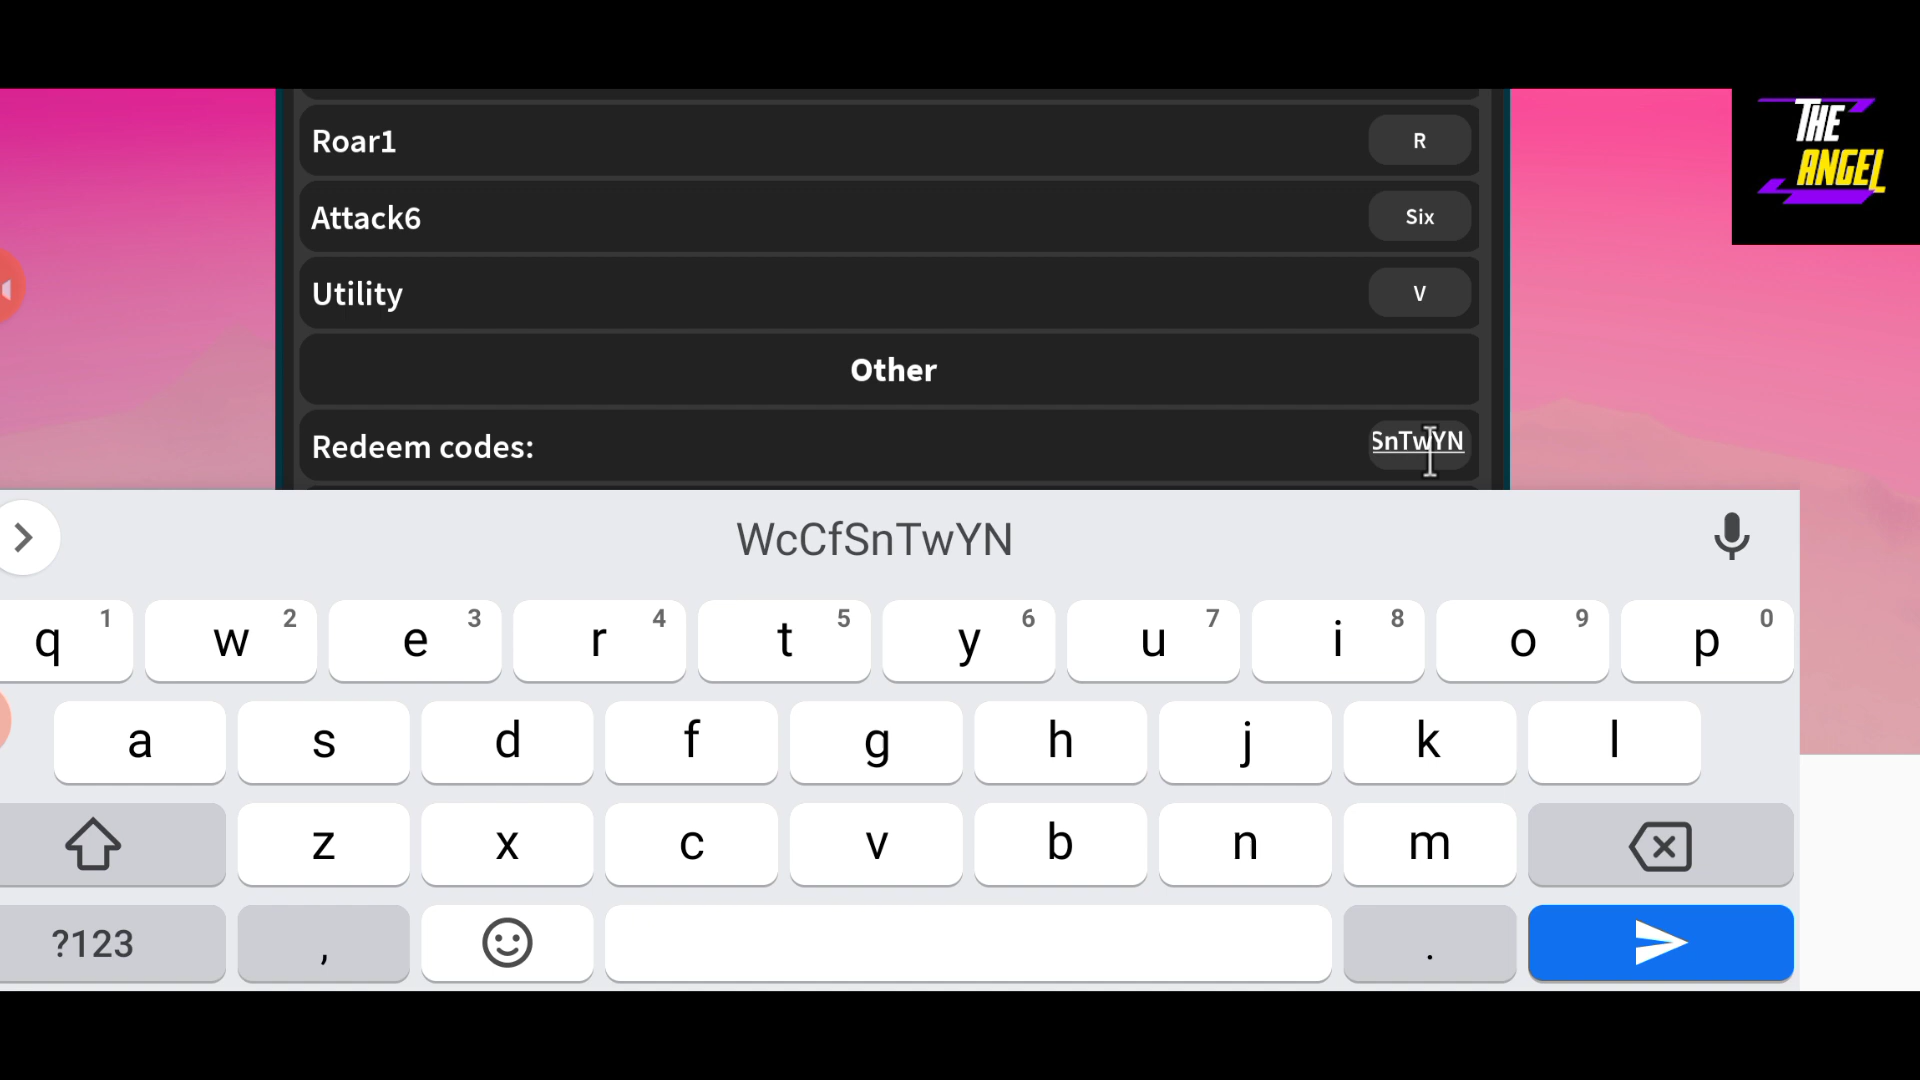 THE
ANGEL
Roar1 R
Attack6 Six
Utility V
Other
Redeem codes: SnTwYN
WcCfSnTwYN
q 1 w 2 e 3 r 4 t 5 y 6 u 7 i 8 o 9 p 0
a s d f g h j k l
z x c v b n m
?123 , .